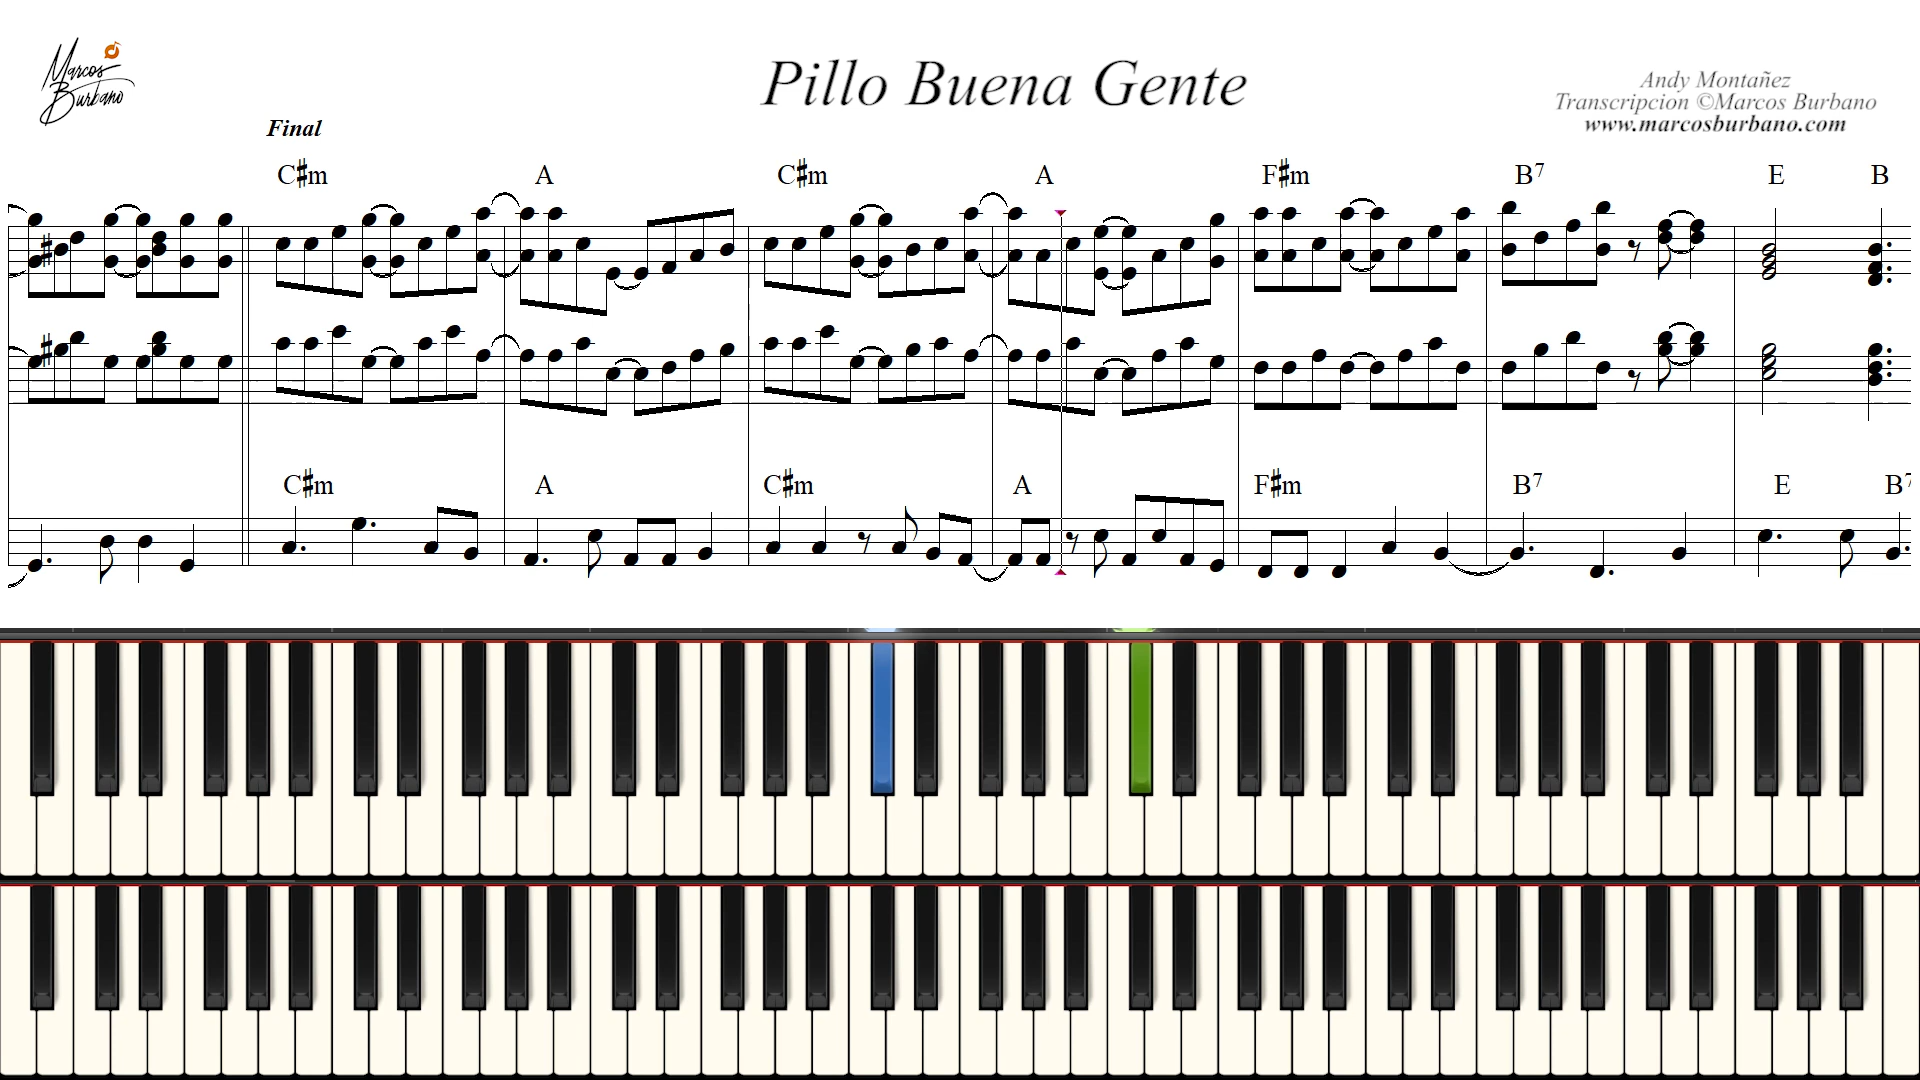 Marcos
Burbano
Pillo Buena Gente
Andy Montañez
Transcripcion ©Marcos Burbano
www.marcosburbano.com
Final
C♯m A C♯m A F♯m B7 E B
C♯m A C♯m A F♯m B7 E B7